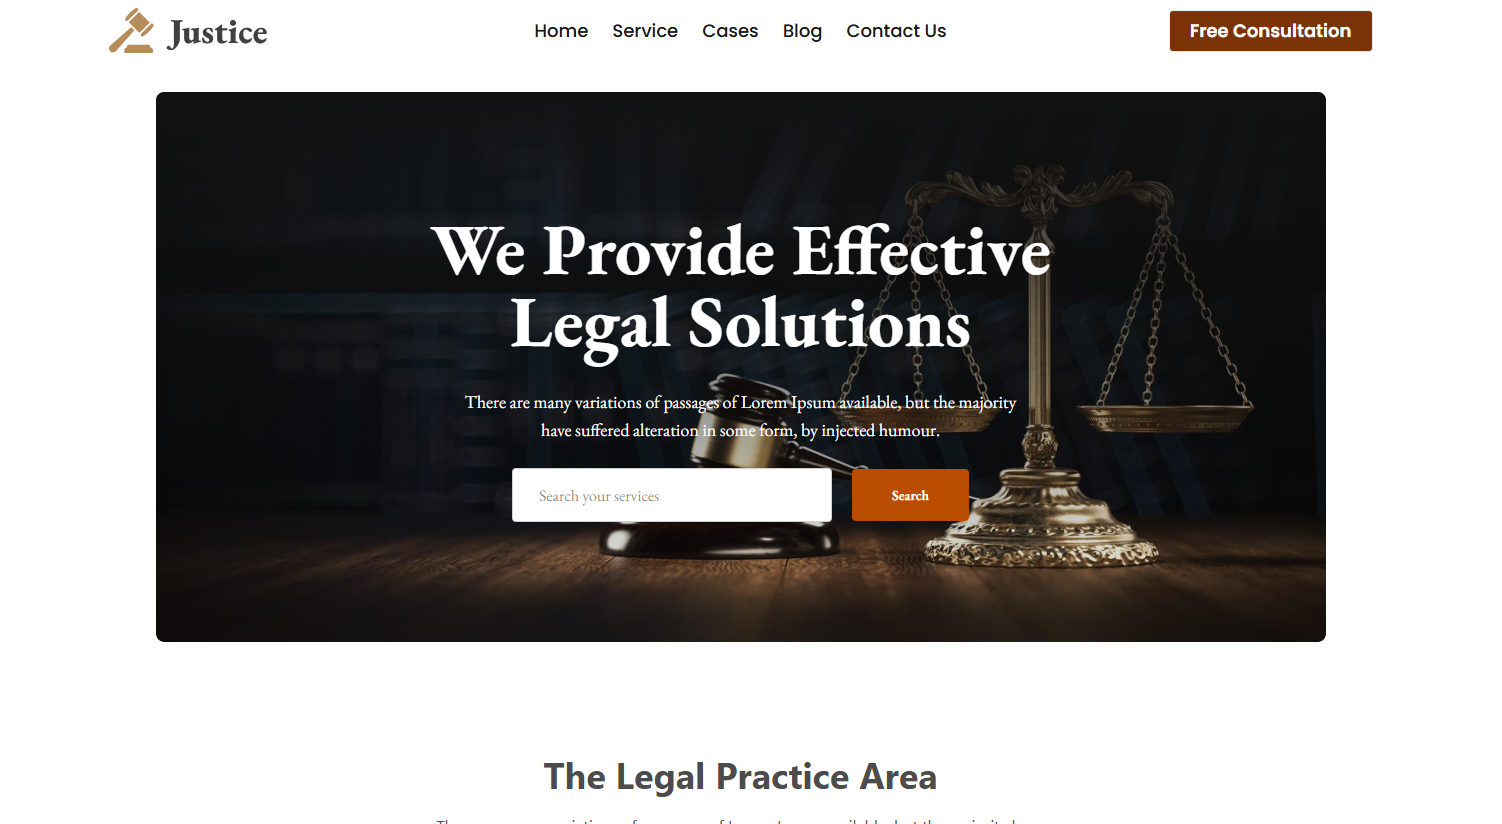 Justice
Home Service Cases Blog Contact Us
Free Consultation
We Provide Effective
Legal Solutions
There are many variations of passages of Lorem Ipsum available, but the majority
have suffered alteration in some form, by injected humour.
Search your services
Search
The Legal Practice Area